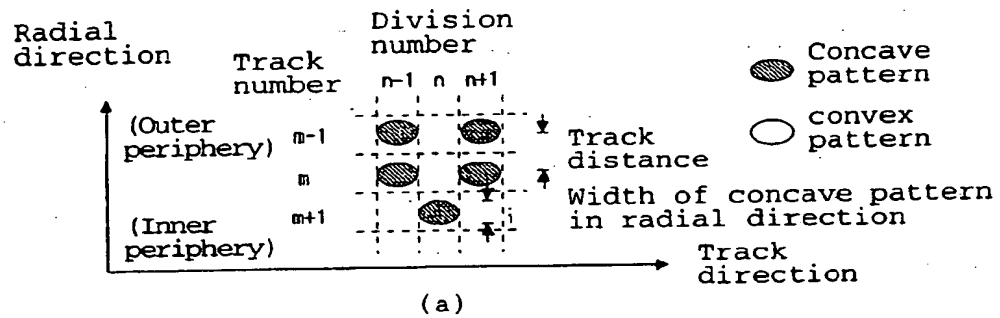 Radial
direction
Track
number
Division
number
n-1 n n+1
Concave
pattern
convex
pattern
(Outer
periphery)
m-1
m
m+1
(Inner
periphery)
Track
distance
Width of concave pattern
in radial direction
Track
direction
(a)